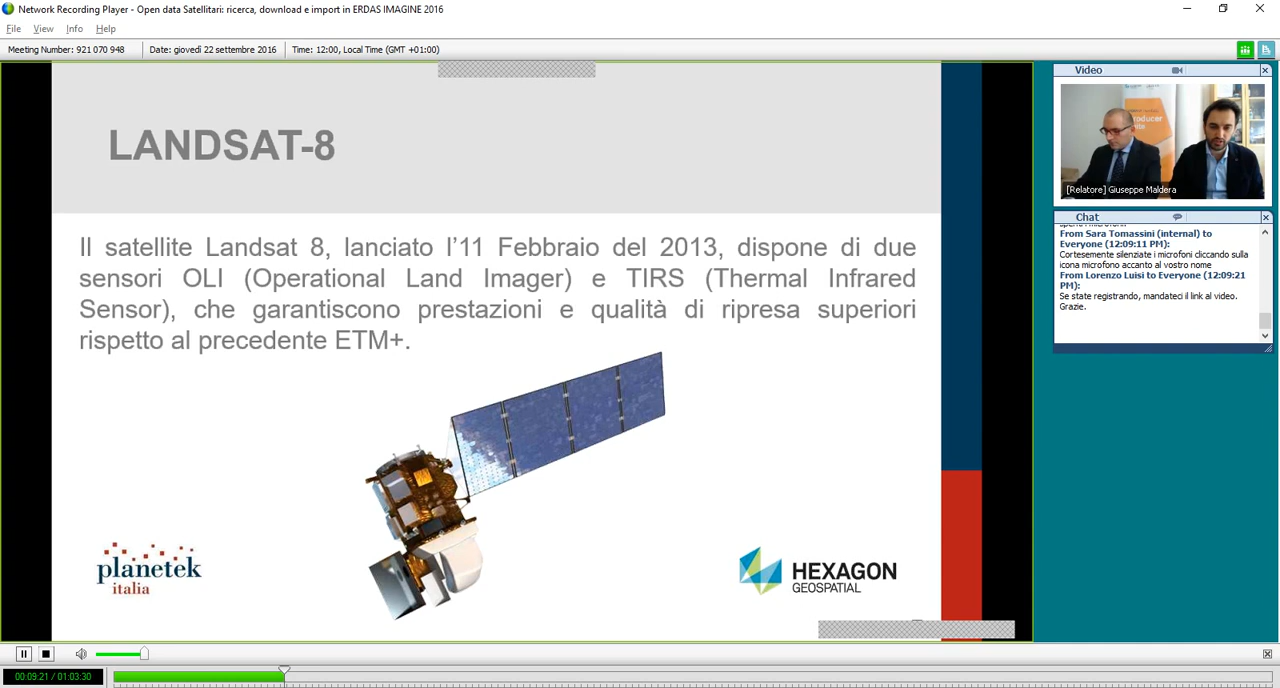 Network Recording Player - Open data Satellitari: ricerca, download e import in ERDAS IMAGINE 2016
File View Info Help
Meeting Number: 921 070 948 Date: giovedì 22 settembre 2016 Time: 12:00, Local Time (GMT +01:00)
LANDSAT-8
Il satellite Landsat 8, lanciato l'11 Febbraio del 2013, dispone di due
sensori OLI (Operational Land Imager) e TIRS (Thermal Infrared
Sensor), che garantiscono prestazioni e qualità di ripresa superiori
rispetto al precedente ETM+.
planetek
italia
HEXAGON
GEOSPATIAL
Video
roducer
[Relatore] Giuseppe Maldera
Chat
From Sara Tomassini (internal) to
Everyone (12:09:11 PM):
Cortesemente silenziate i microfoni cliccando sulla
icona microfono accanto al vostro nome
From Lorenzo Luisi to Everyone (12:09:21
PM):
Se state registrando, mandateci il link al video.
Grazie.
00:09:21 / 01:03:30